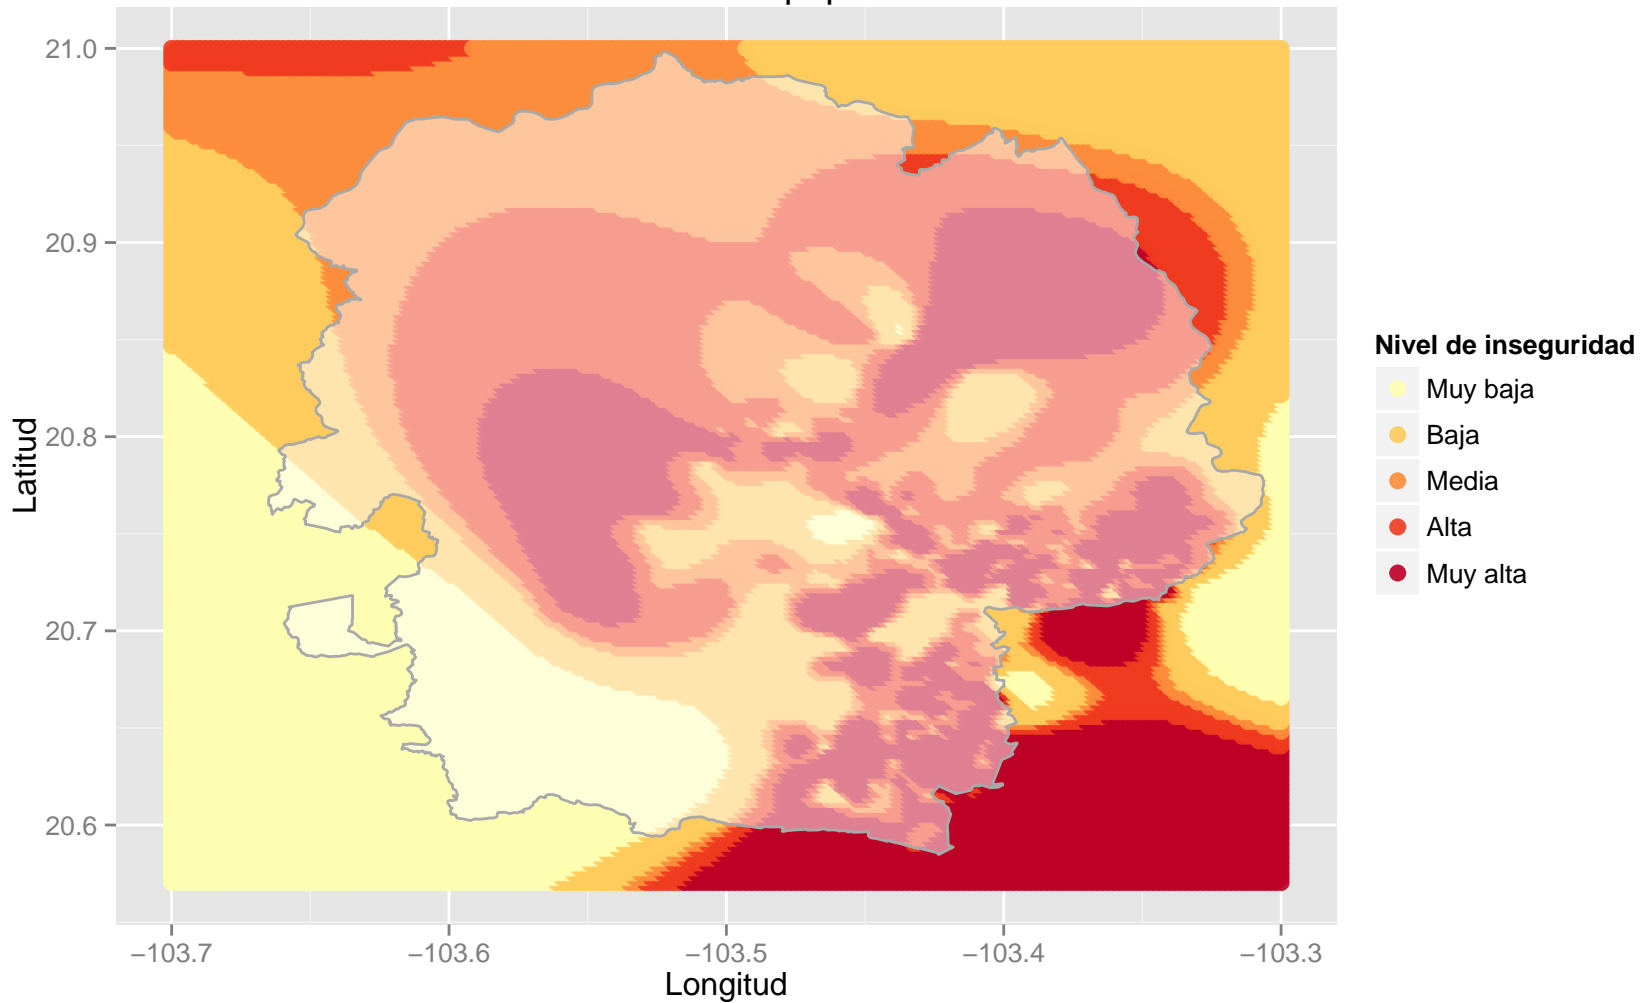 21.0
20.9
20.8
20.7
20.6
Latitud
−103.7
−103.6
−103.5
−103.4
−103.3
Longitud
Nivel de inseguridad
Muy baja
Baja
Media
Alta
Muy alta